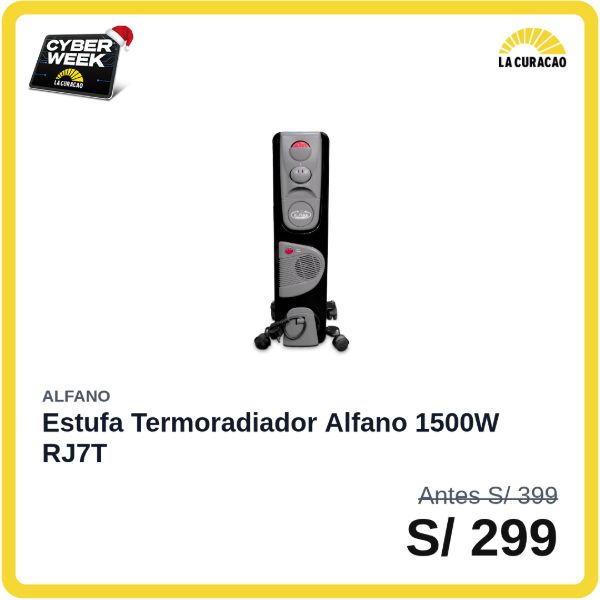 CYBER
WEEK
LA CURACAO
LA CURACAO
ALFANO
Estufa Termoradiador Alfano 1500W
RJ7T
Antes S/ 399
S/ 299